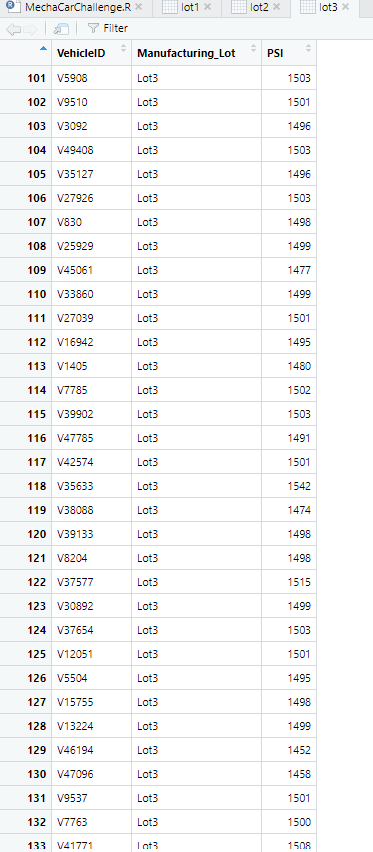 MechaCarChallenge.R lot1 lot2 lot3
Filter
VehicleID Manufacturing_Lot PSI
101 V5908 Lot3 1503
102 V9510 Lot3 1501
103 V3092 Lot3 1496
104 V49408 Lot3 1503
105 V35127 Lot3 1496
106 V27926 Lot3 1503
107 V830 Lot3 1498
108 V25929 Lot3 1499
109 V45061 Lot3 1477
110 V33860 Lot3 1499
111 V27039 Lot3 1501
112 V16942 Lot3 1495
113 V1405 Lot3 1480
114 V7785 Lot3 1502
115 V39902 Lot3 1503
116 V47785 Lot3 1491
117 V42574 Lot3 1501
118 V35633 Lot3 1542
119 V38088 Lot3 1474
120 V39133 Lot3 1498
121 V8204 Lot3 1498
122 V37577 Lot3 1515
123 V30892 Lot3 1499
124 V37654 Lot3 1503
125 V12051 Lot3 1501
126 V5504 Lot3 1495
127 V15755 Lot3 1498
128 V13224 Lot3 1499
129 V46194 Lot3 1452
130 V47096 Lot3 1458
131 V9537 Lot3 1501
132 V7763 Lot3 1500
133 V41771 Lot3 1508